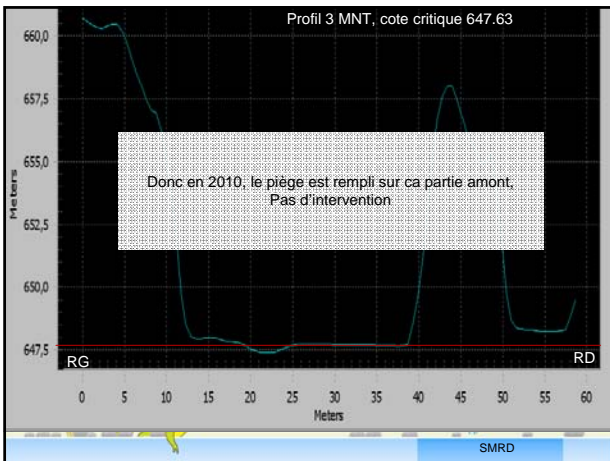 Profil 3 MNT, cote critique 647.63
660,0
657,5
655,0
652,5
650,0
647,5
Meters
Donc en 2010, le piège est rempli sur ca partie amont,
Pas d'intervention
RG
RD
0 5 10 15 20 25 30 35 40 45 50 55 60
Meters
SMRD